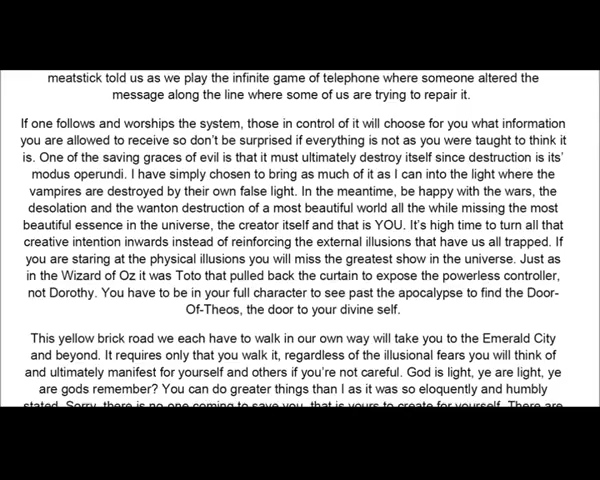 meatstick told us as we play the infinite game of telephone where someone altered the
message along the line where some of us are trying to repair it.
If one follows and worships the system, those in control of it will choose for you what information
you are allowed to receive so don't be surprised if everything is not as you were taught to think it
is. One of the saving graces of evil is that it must ultimately destroy itself since destruction is its'
modus operundi. I have simply chosen to bring as much of it as I can into the light where the
vampires are destroyed by their own false light. In the meantime, be happy with the wars, the
desolation and the wanton destruction of a most beautiful world all the while missing the most
beautiful essence in the universe, the creator itself and that is YOU. It's high time to turn all that
creative intention inwards instead of reinforcing the external illusions that have us all trapped. If
you are staring at the physical illusions you will miss the greatest show in the universe. Just as
in the Wizard of Oz it was Toto that pulled back the curtain to expose the powerless controller,
not Dorothy. You have to be in your full character to see past the apocalypse to find the Door-
Of-Theos, the door to your divine self.
This yellow brick road we each have to walk in our own way will take you to the Emerald City
and beyond. It requires only that you walk it, regardless of the illusional fears you will think of
and ultimately manifest for yourself and others if you're not careful. God is light, ye are light, ye
are gods remember? You can do greater things than I as it was so eloquently and humbly
stated. Sorry, there is no one coming to save you, that is yours to create for yourself. There are